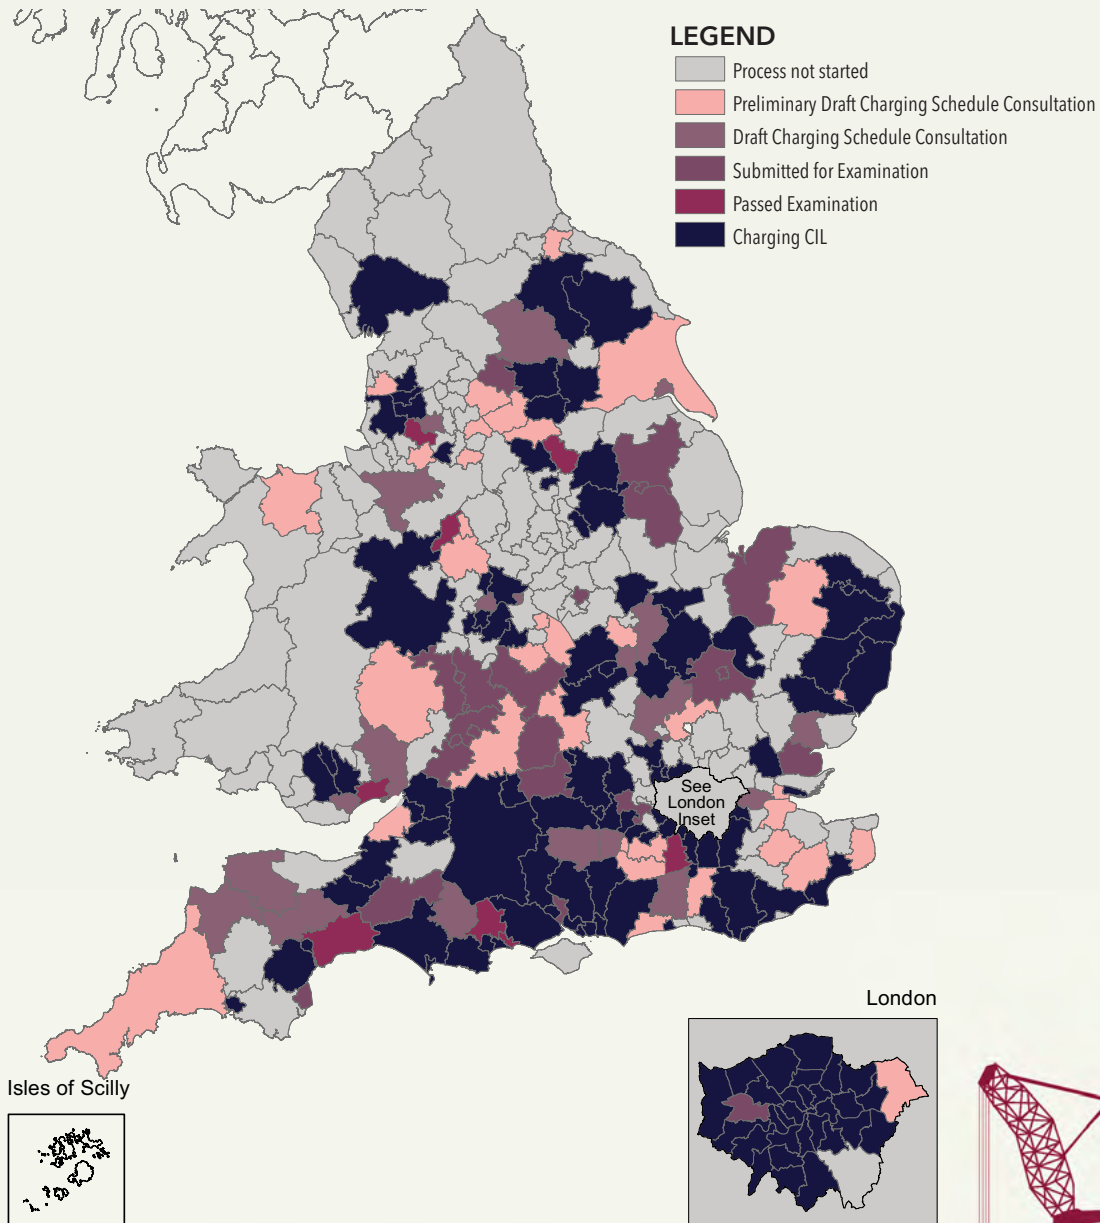 LEGEND
Process not started
Preliminary Draft Charging Schedule Consultation
Draft Charging Schedule Consultation
Submitted for Examination
Passed Examination
Charging CIL
See
London
Inset
London
Isles of Scilly